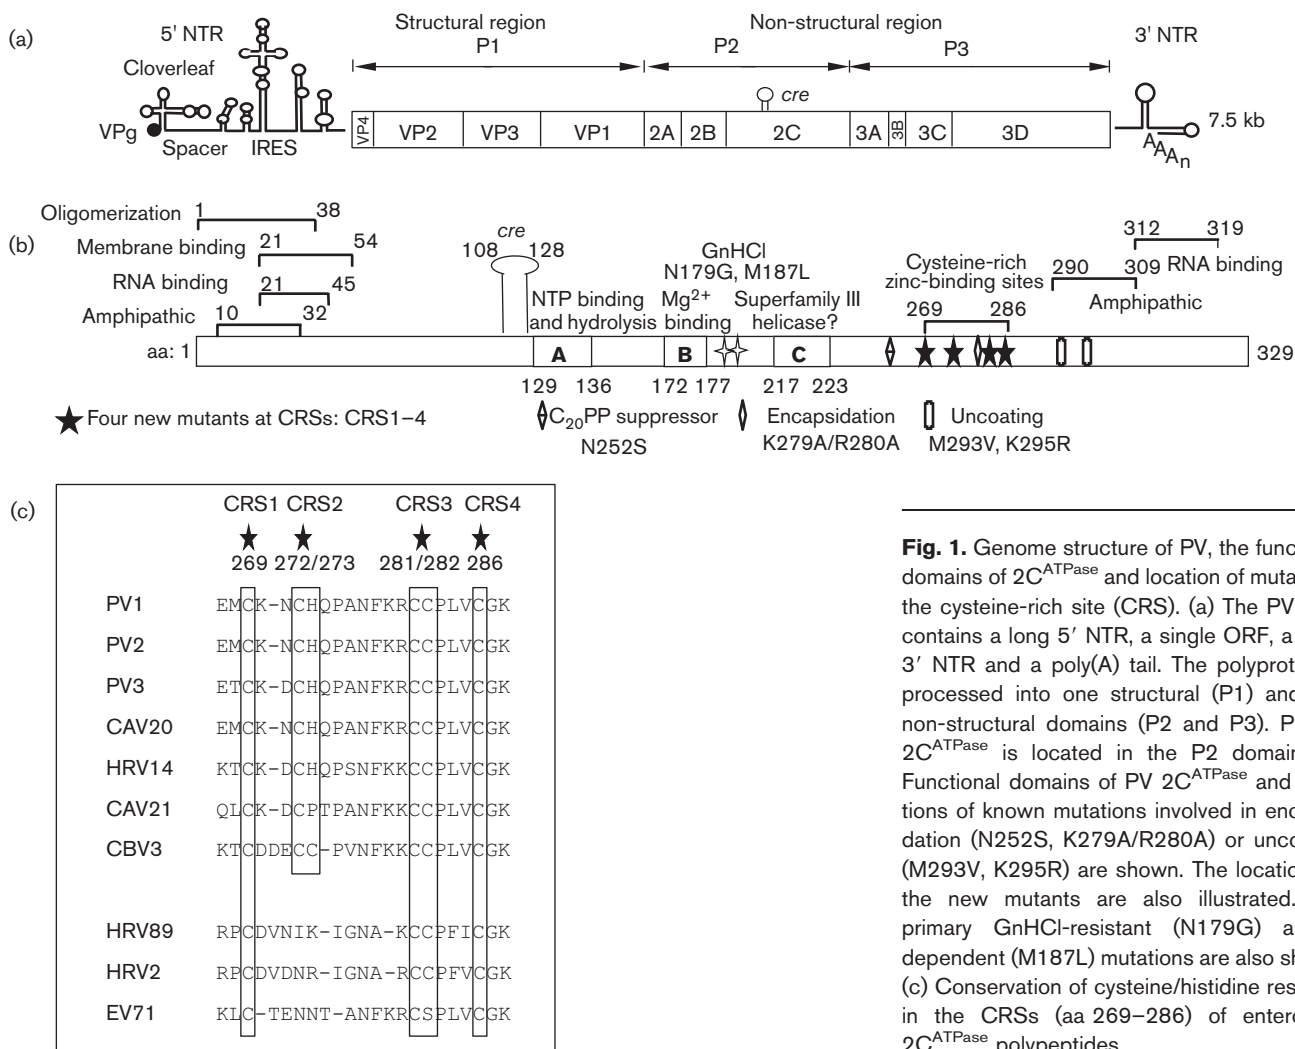 (a)
5′ NTR
Structural region
Non-structural region
3′ NTR
P1
P2
P3
Cloverleaf
cre
VPg
Spacer
IRES
VP4
VP2
VP3
VP1
2A
2B
2C
3A
3B
3C
3D
7.5 kb
AAAn
(b)
Oligomerization 1 38
Membrane binding 21 54
RNA binding 21 45
Amphipathic 10 32
cre
108 128
GnHCl
N179G, M187L
NTP binding
and hydrolysis
Mg2+
binding
Superfamily III
helicase?
Cysteine-rich
zinc-binding sites
269 286
290 309
Amphipathic
312 319
RNA binding
aa: 1
A
B
C
329
129 136
172 177
217 223
Four new mutants at CRSs: CRS1–4
C20PP suppressor
N252S
Encapsidation
K279A/R280A
Uncoating
M293V, K295R
(c)
CRS1 CRS2 CRS3 CRS4
269 272/273 281/282 286
PV1 EMCK-NCHQPANFKRCCPLVCGK
PV2 EMCK-NCHQPANFKRCCPLVCGK
PV3 ETCK-DCHQPANFKRCCPLVCGK
CAV20 EMCK-NCHQPANFKRCCPLVCGK
HRV14 KTCK-DCHQPSNFKKCCPLVCGK
CAV21 QLCK-DCPTPANFKKCCPLVCGK
CBV3 KTCDDECC-PVNFKKCCPLVCGK
HRV89 RPCDVNIK-IGNA-KCCPFICGK
HRV2 RPCDVDNR-IGNA-RCCPFVCGK
EV71 KLC-TENNT-ANFKRCSPLVCGK
Fig. 1. Genome structure of PV, the func
domains of 2CATPase and location of muta
the cysteine-rich site (CRS). (a) The PV
contains a long 5′ NTR, a single ORF, a
3′ NTR and a poly(A) tail. The polyprot
processed into one structural (P1) and
non-structural domains (P2 and P3). P
2CATPase is located in the P2 domain
Functional domains of PV 2CATPase and
tions of known mutations involved in enc
dation (N252S, K279A/R280A) or unco
(M293V, K295R) are shown. The location
the new mutants are also illustrated.
primary GnHCl-resistant (N179G) a
dependent (M187L) mutations are also sh
(c) Conservation of cysteine/histidine res
in the CRSs (aa 269–286) of entero
2CATPase polypeptides.